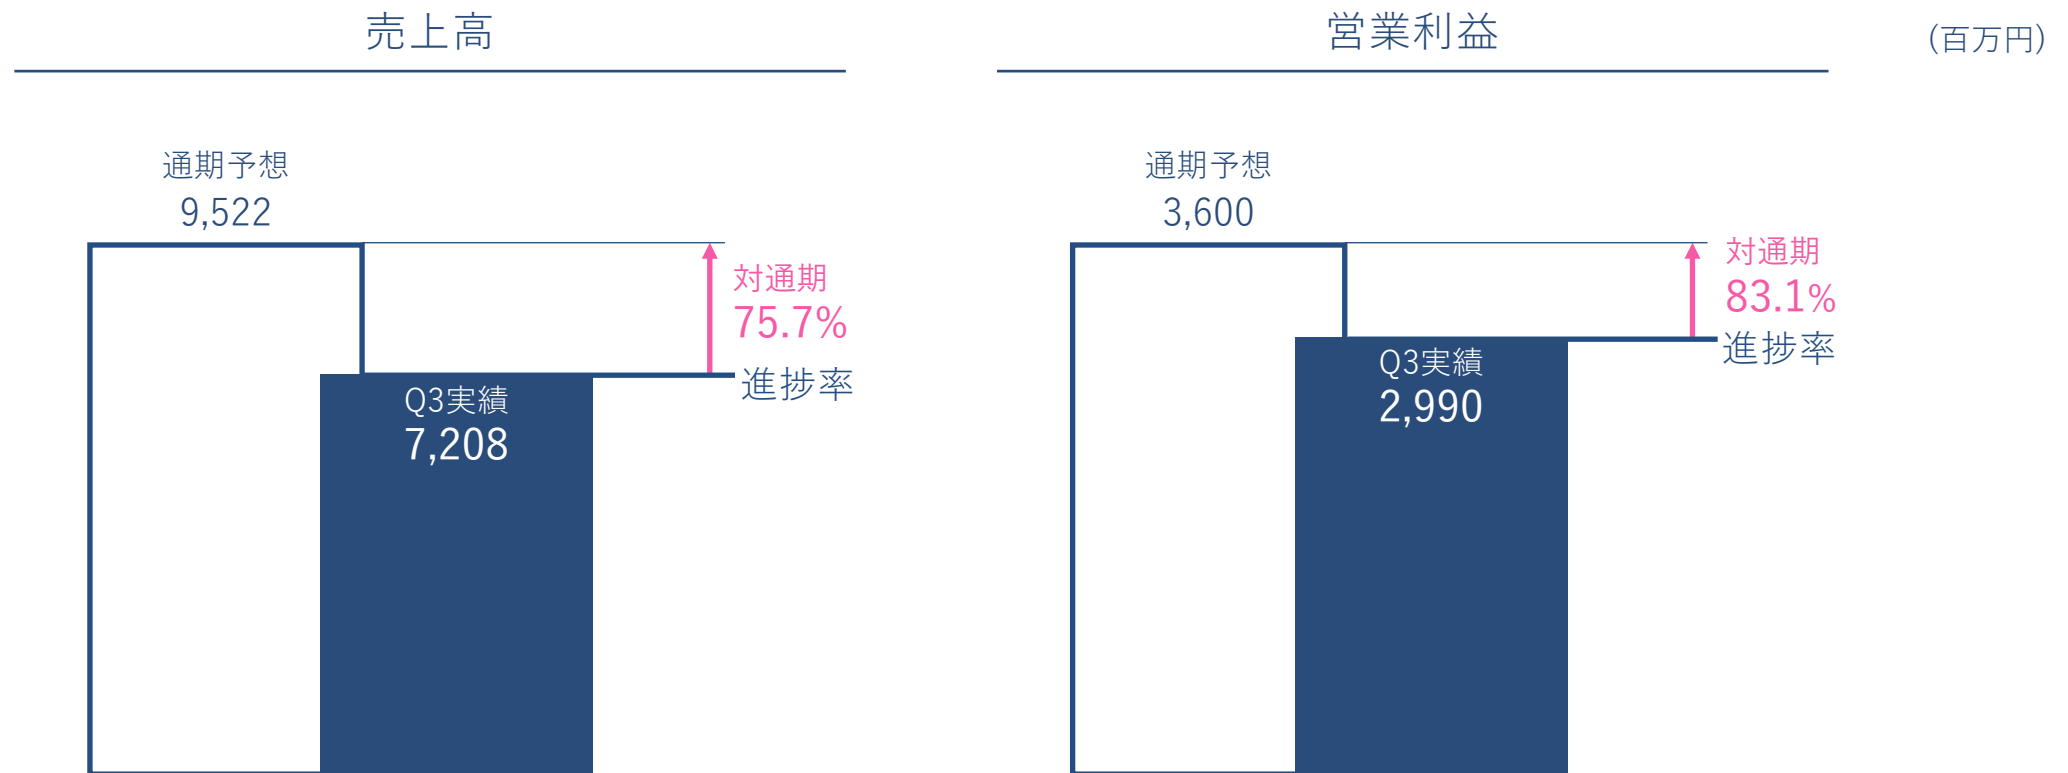 売上高
通期予想
9,522
対通期
75.7%
進捗率
Q3実績
7,208
営業利益
(百万円)
通期予想
3,600
対通期
83.1%
進捗率
Q3実績
2,990